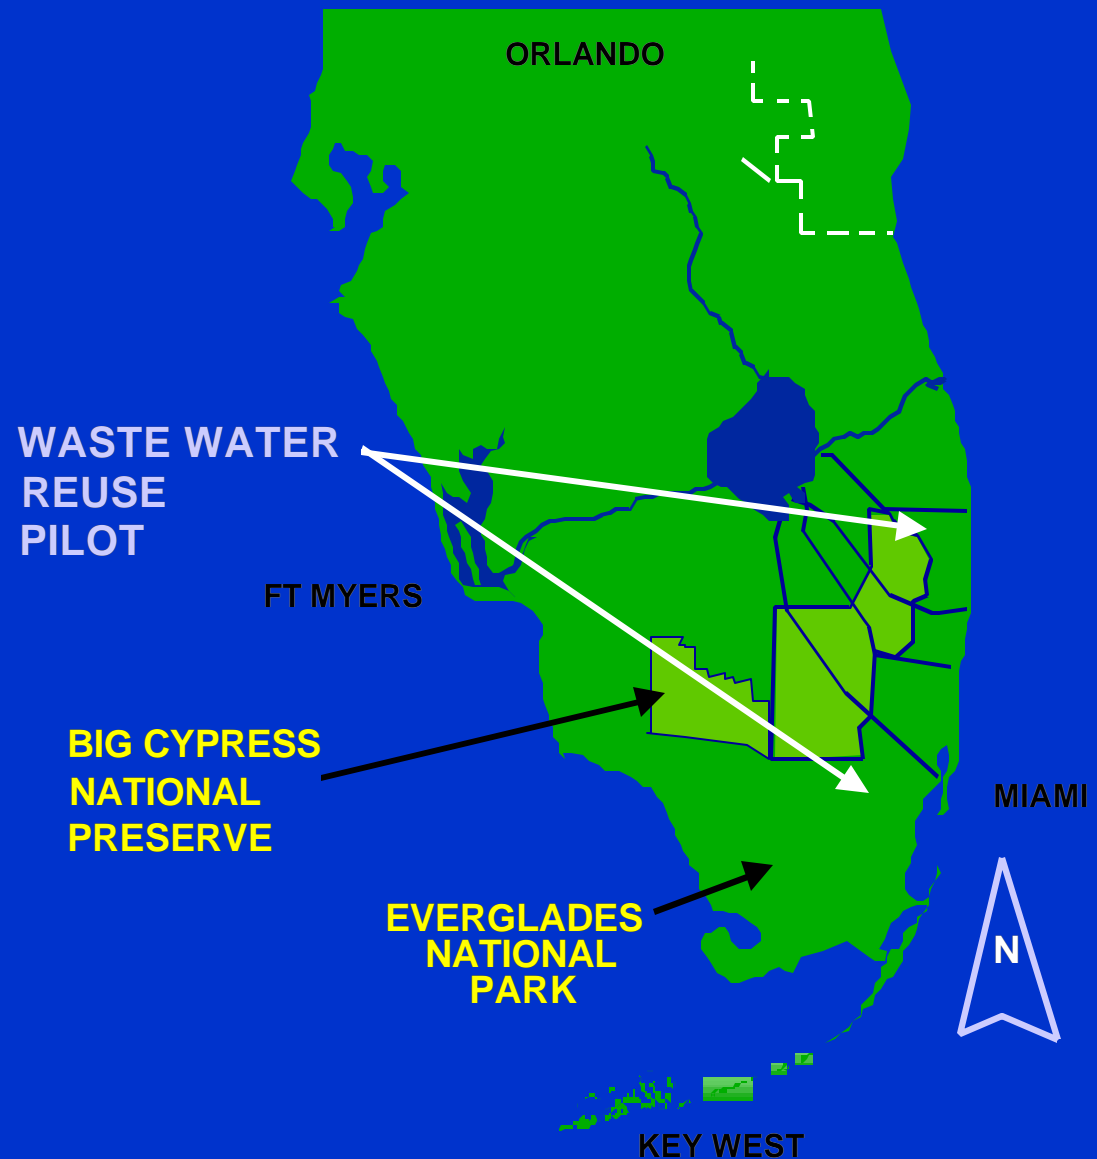 ORLANDO
WASTE WATER
REUSE
PILOT
FT MYERS
BIG CYPRESS
NATIONAL
PRESERVE
MIAMI
EVERGLADES
NATIONAL
PARK
N
KEY WEST